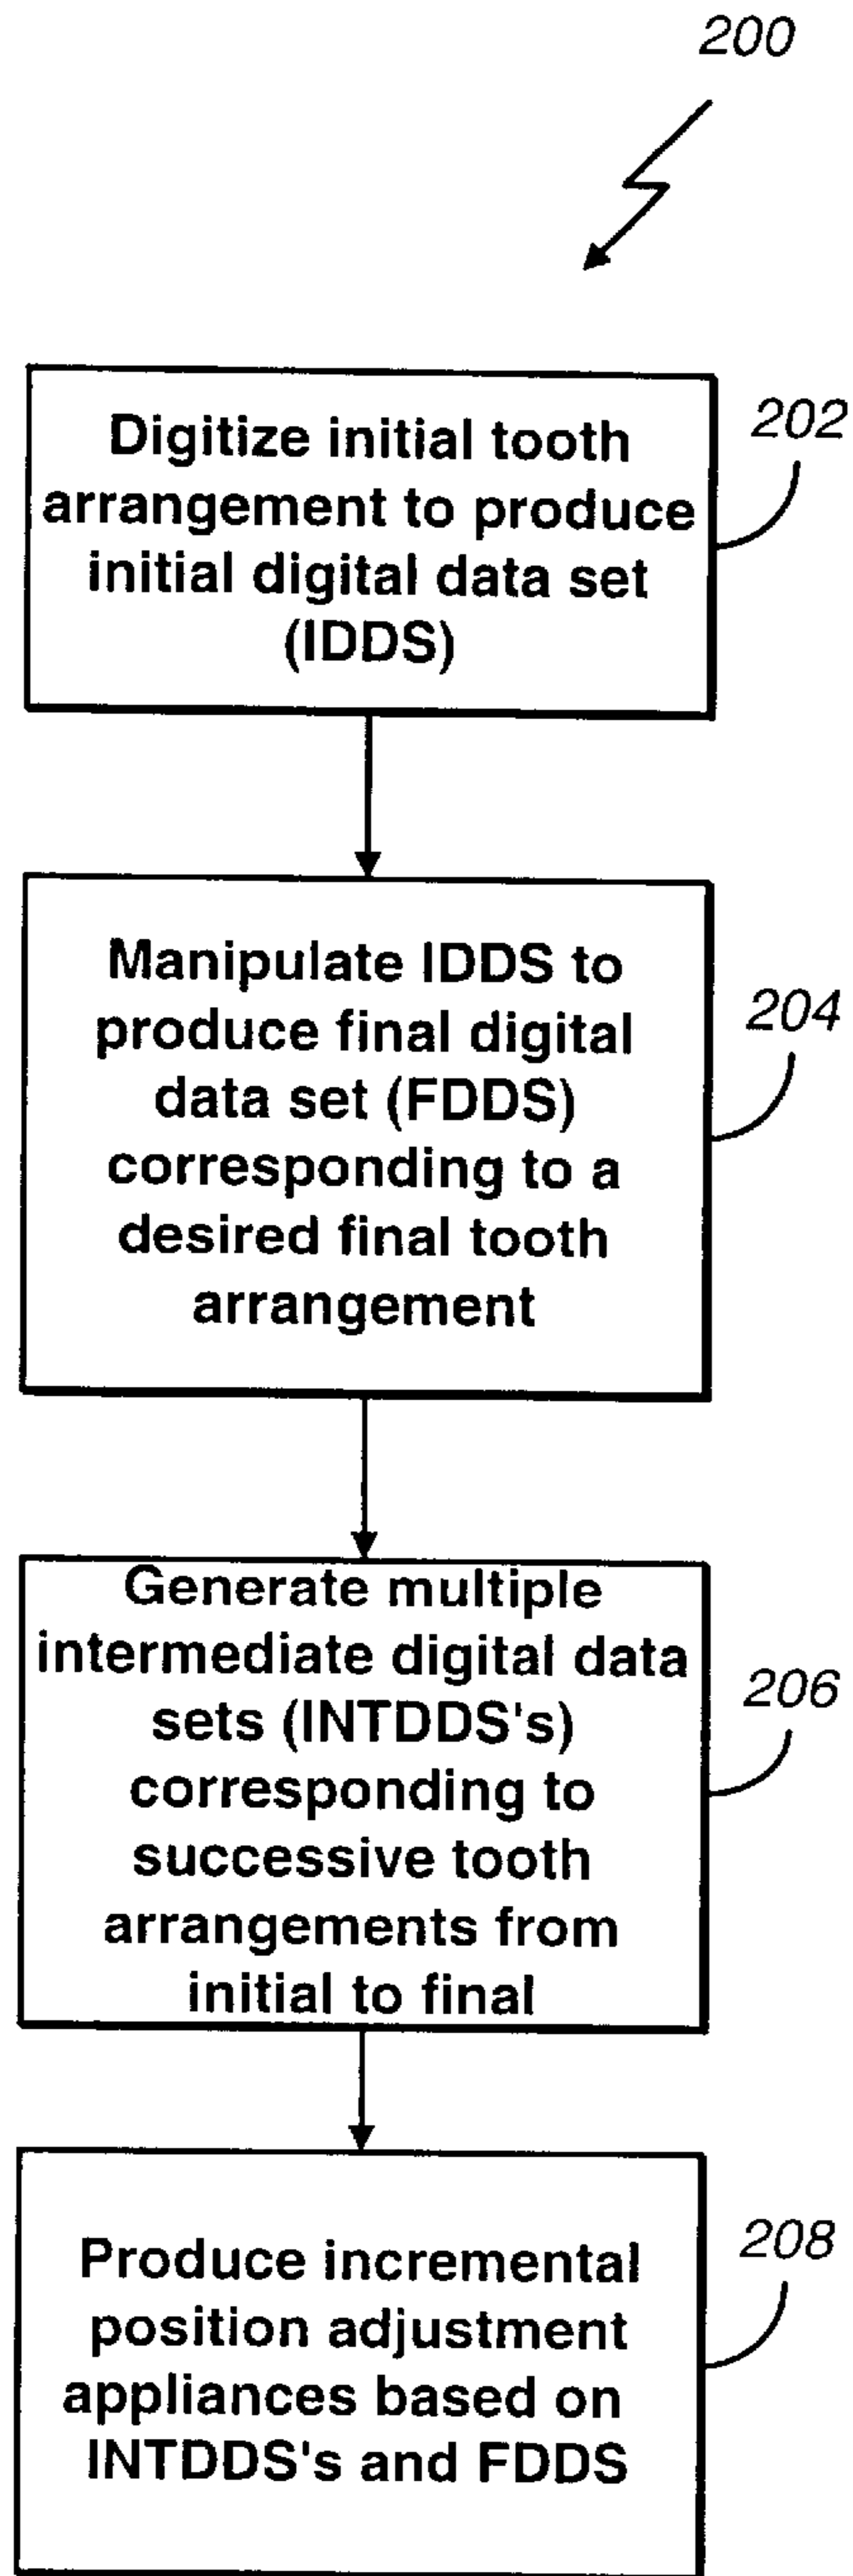 200
Digitize initial tooth
arrangement to produce
initial digital data set
(IDDS)
202
Manipulate IDDS to
produce final digital
data set (FDDS)
corresponding to a
desired final tooth
arrangement
204
Generate multiple
intermediate digital data
sets (INTDDS's)
corresponding to
successive tooth
arrangements from
initial to final
206
Produce incremental
position adjustment
appliances based on
INTDDS's and FDDS
208